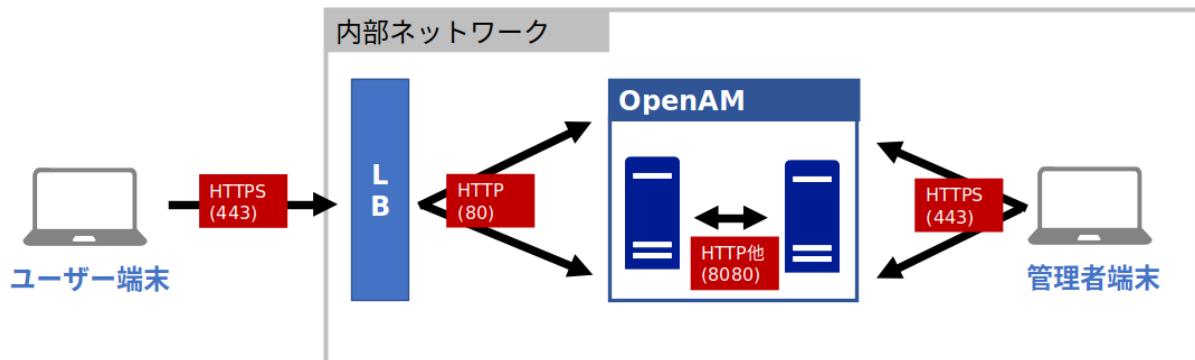 内部ネットワーク
OpenAM
L
B
HTTPS
(443)
HTTP
(80)
HTTP他
(8080)
HTTPS
(443)
ユーザー端末
管理者端末